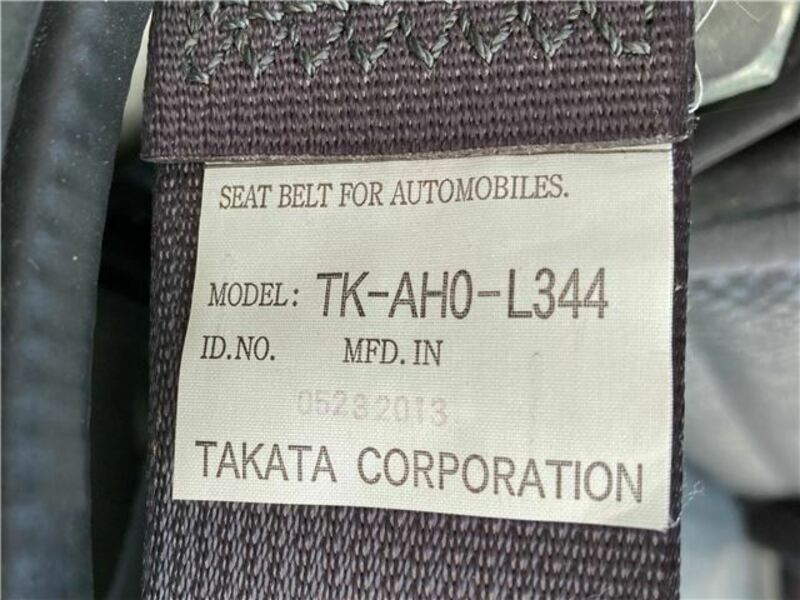 SEAT BELT FOR AUTOMOBILES.
MODEL: TK-AH0-L344
ID.NO. MFD. IN
05232013
TAKATA CORPORATION